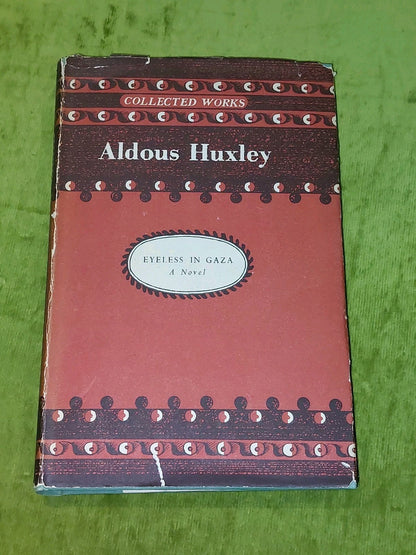 COLLECTED WORKS
Aldous Huxley
EYELESS IN GAZA
A Novel